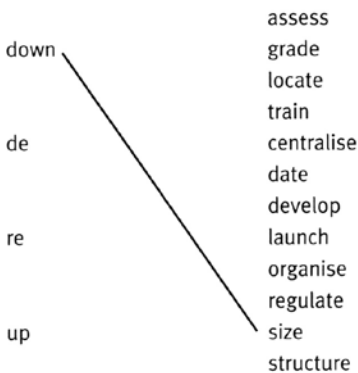 down
de
re
up
assess
grade
locate
train
centralise
date
develop
launch
organise
regulate
size
structure